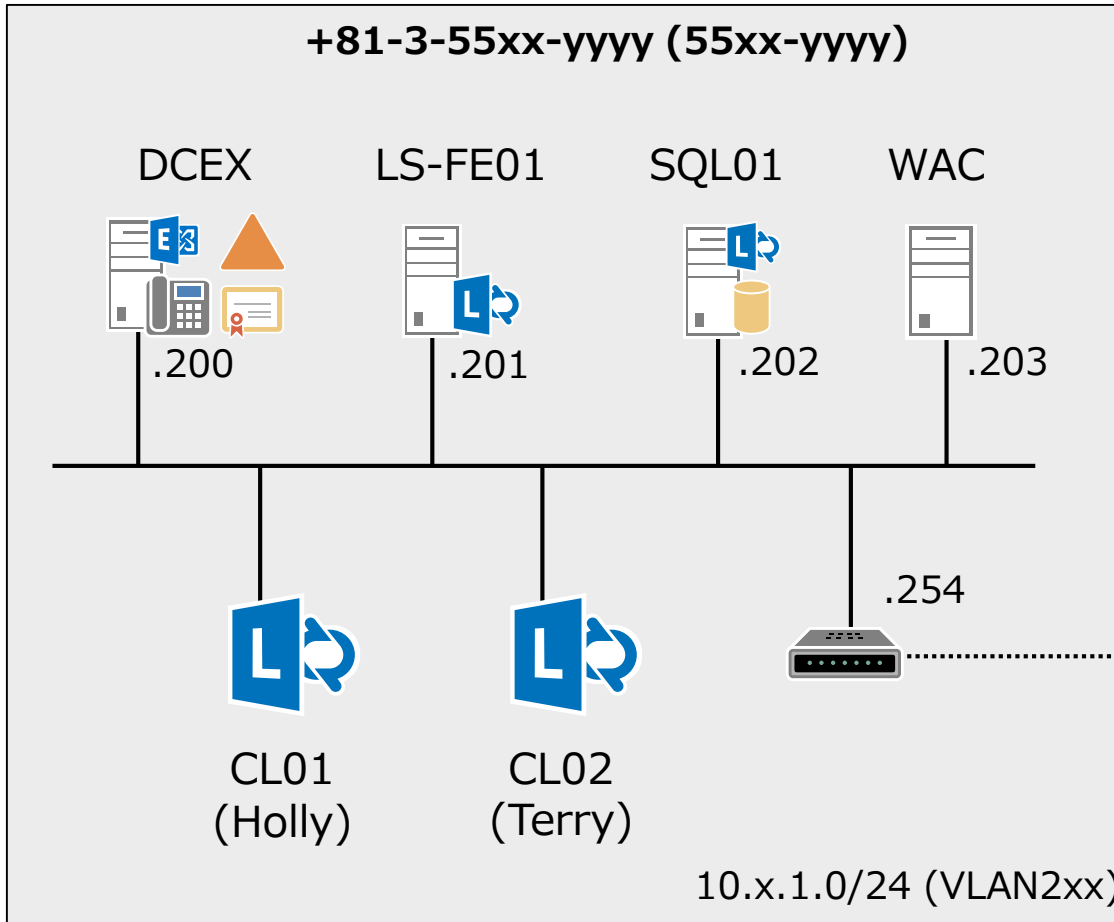 +81-3-55xx-yyyy (55xx-yyyy)
DCEX
LS-FE01
SQL01
WAC
E
L
L
.200
.201
.202
.203
.254
L
L
CL01
(Holly)
CL02
(Terry)
10.x.1.0/24 (VLAN2xx)